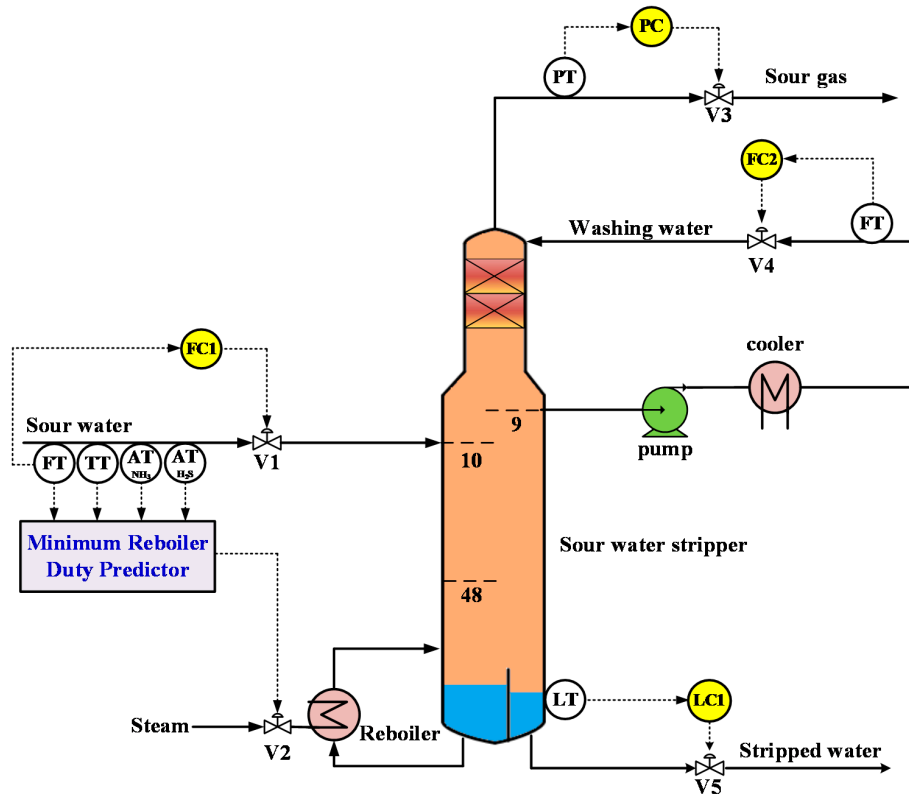 PC
PT
Sour gas
V3
FC2
Washing water
FT
V4
FC1
cooler
Sour water
9
V1
10
pump
FT
TT
AT
NH₃
AT
H₂S
Minimum Reboiler
Duty Predictor
Sour water stripper
48
LT
LC1
Steam
V2
Reboiler
Stripped water
V5